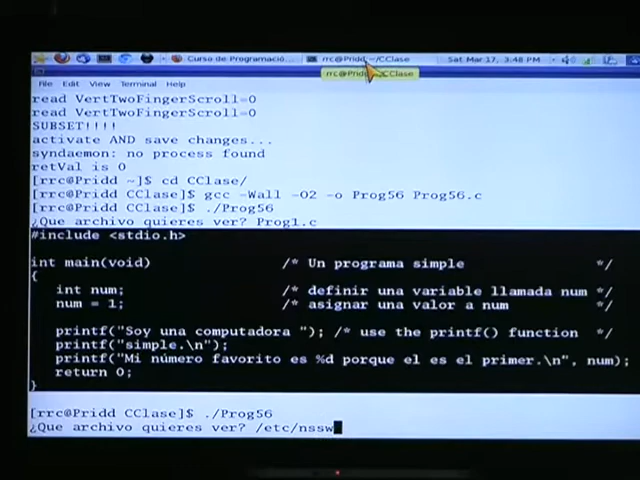 Curso de Programació...
rrc@Pridd:~/CClase
Sat Mar 17, 3:48 PM
rrc@Pridd:~/CClase
File Edit View Terminal Help
read VertTwoFingerScroll=0
read VertTwoFingerScroll=0
SUBSET!!!!
activate AND save changes...
syndaemon: no process found
retVal is 0
[rrc@Pridd ~]$ cd CClase/
[rrc@Pridd CClase]$ gcc -Wall -O2 -o Prog56 Prog56.c
[rrc@Pridd CClase]$ ./Prog56
¿Que archivo quieres ver? Prog1.c
#include <stdio.h>
int main(void) /* Un programa simple */
{
int num; /* definir una variable llamada num */
num = 1; /* asignar una valor a num */
printf("Soy una computadora "); /* use the printf() function */
printf("simple.\n");
printf("Mi número favorito es %d porque el es el primer.\n", num);
return 0;
}
[rrc@Pridd CClase]$ ./Prog56
¿Que archivo quieres ver? /etc/nssw